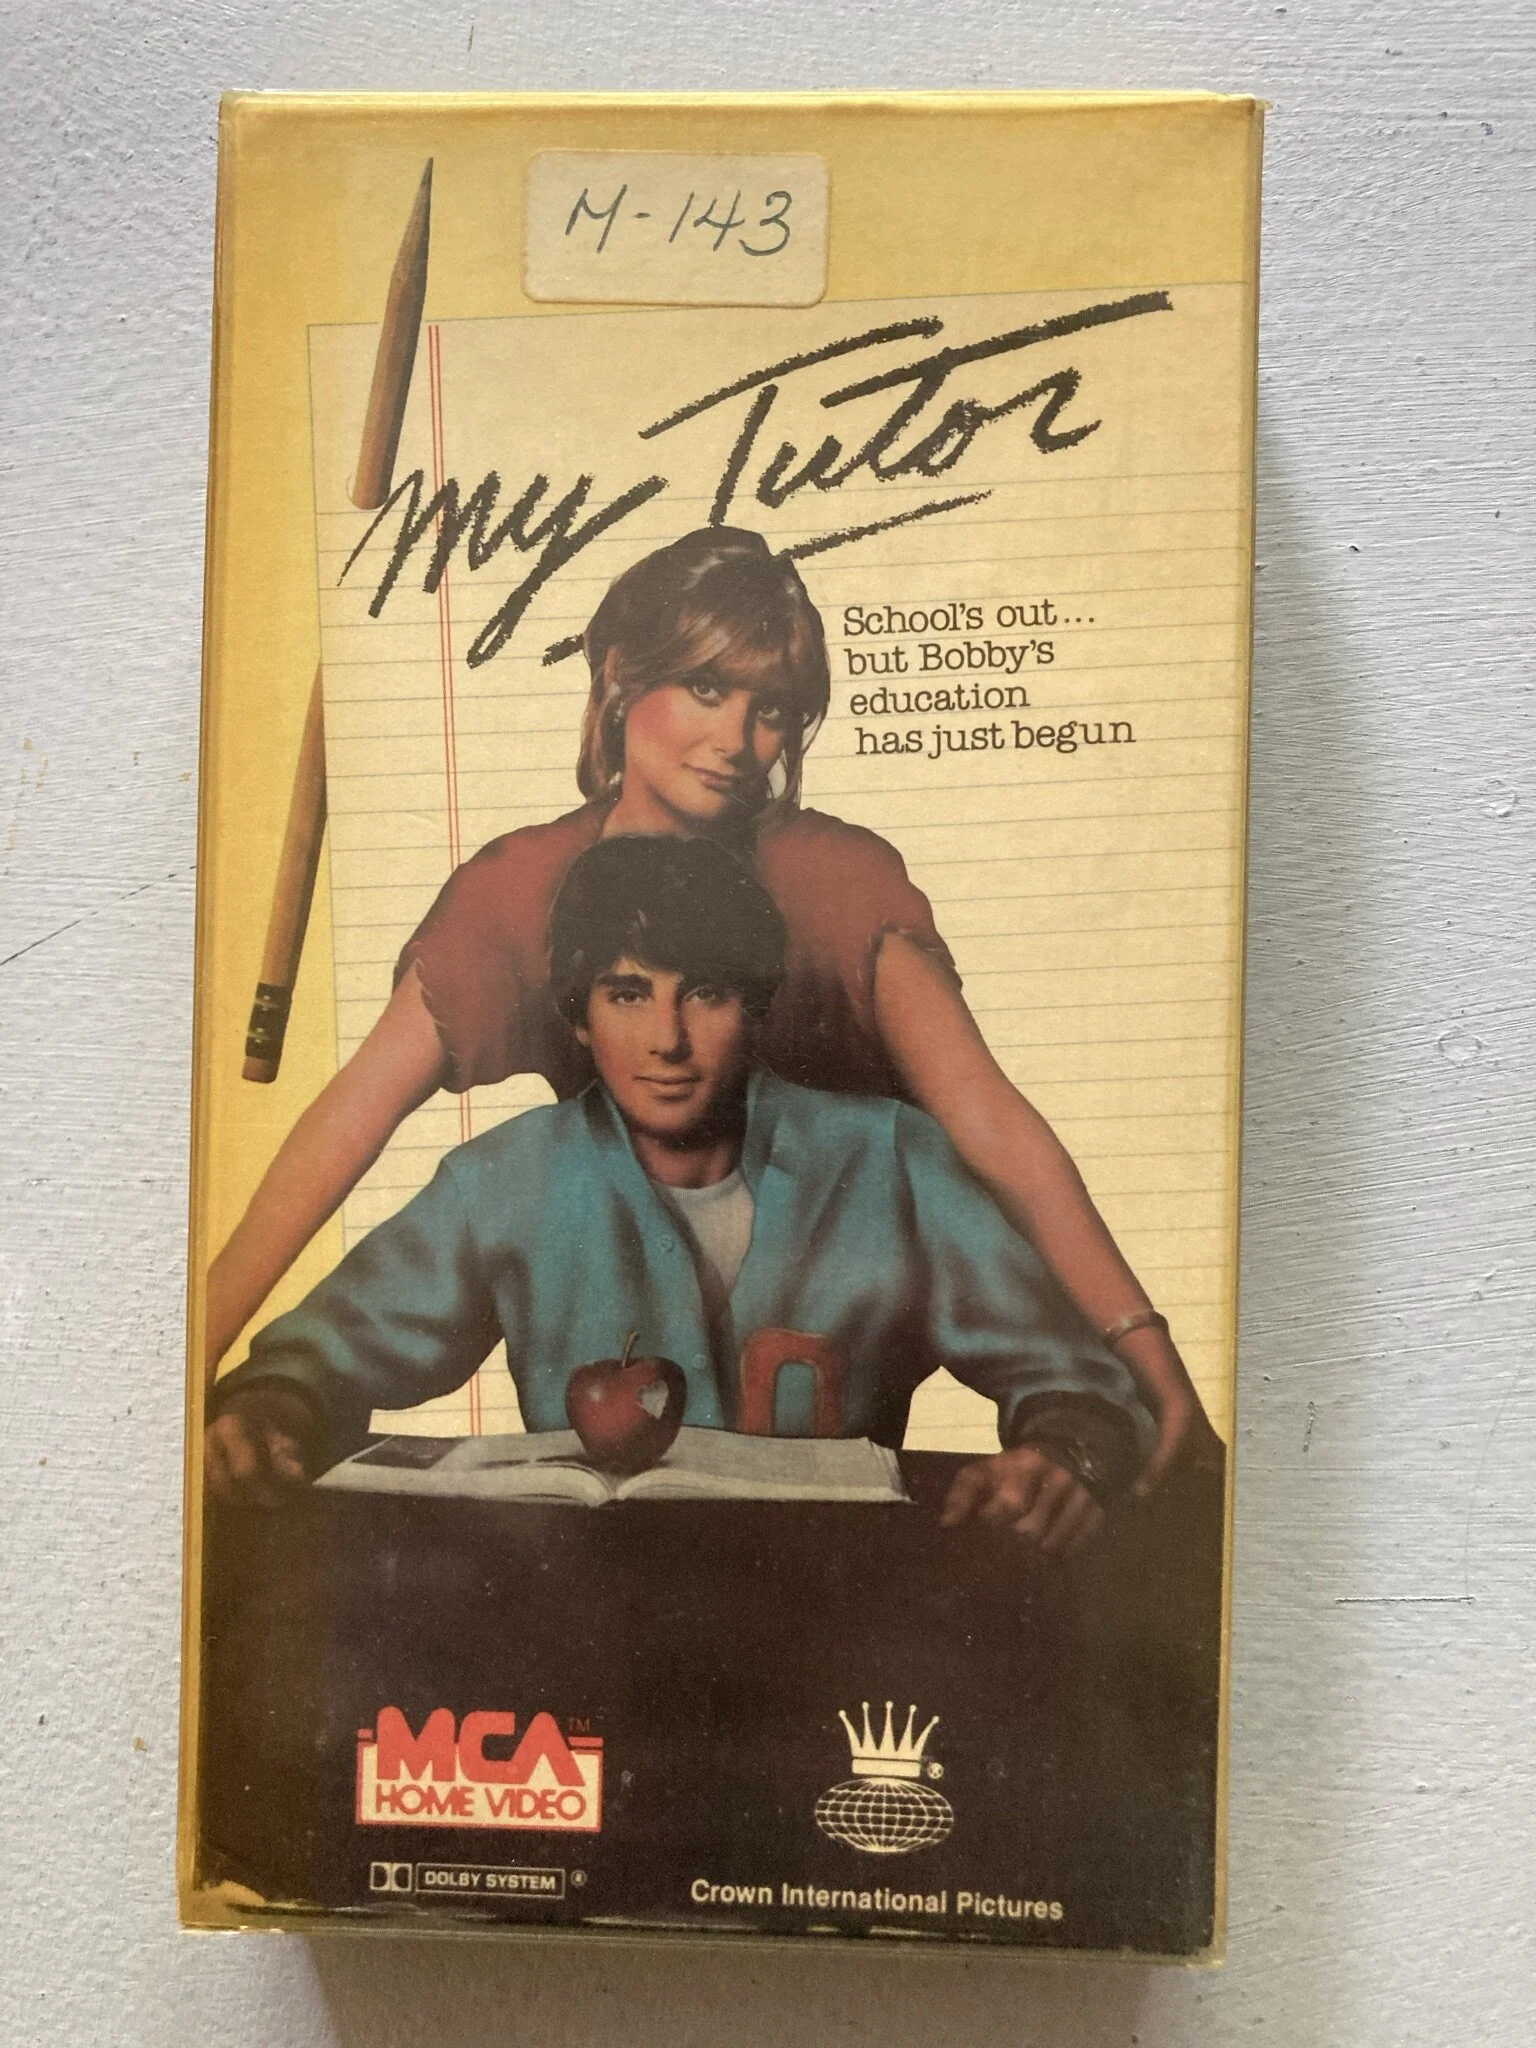 M-143
My Tutor
School's out...
but Bobby's
education
has just begun
MCA TM
HOME VIDEO
DOLBY SYSTEM ®
®
Crown International Pictures